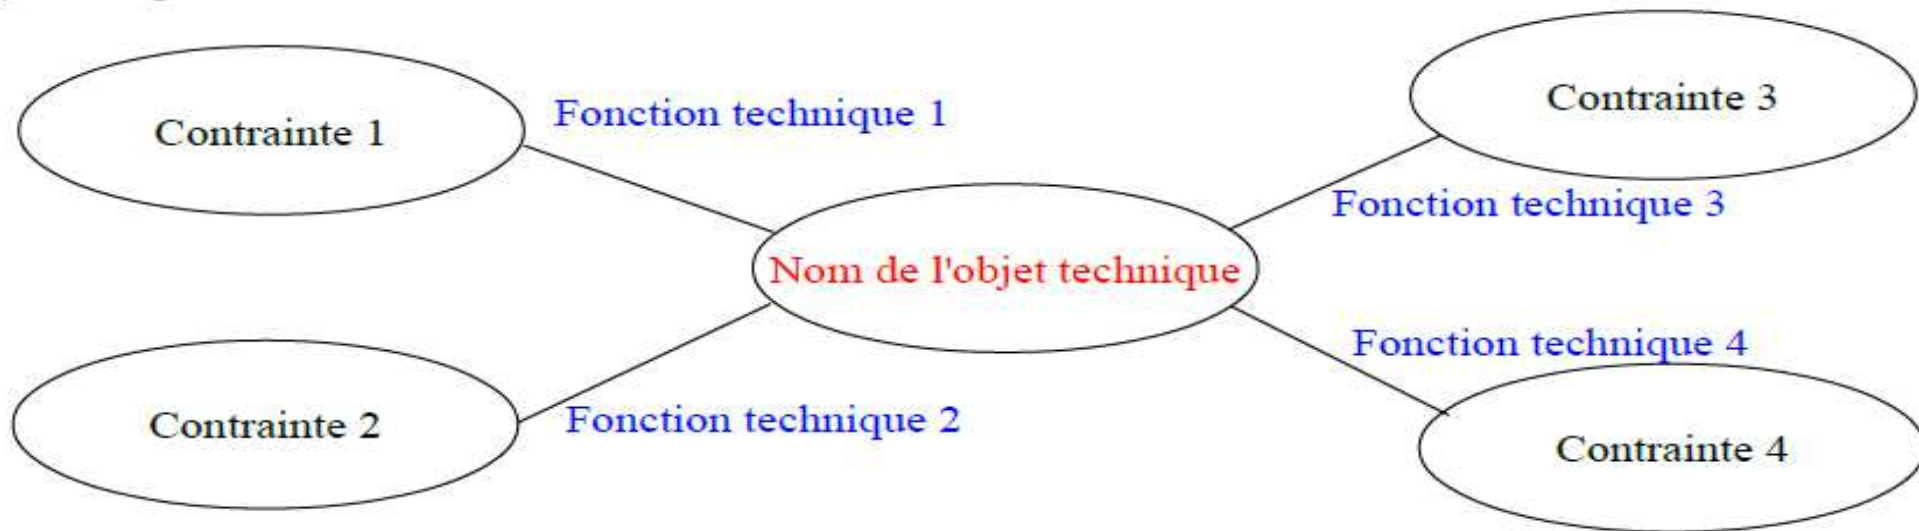 Contrainte 1
Fonction technique 1
Contrainte 3
Fonction technique 3
Nom de l'objet technique
Fonction technique 4
Contrainte 2
Fonction technique 2
Contrainte 4